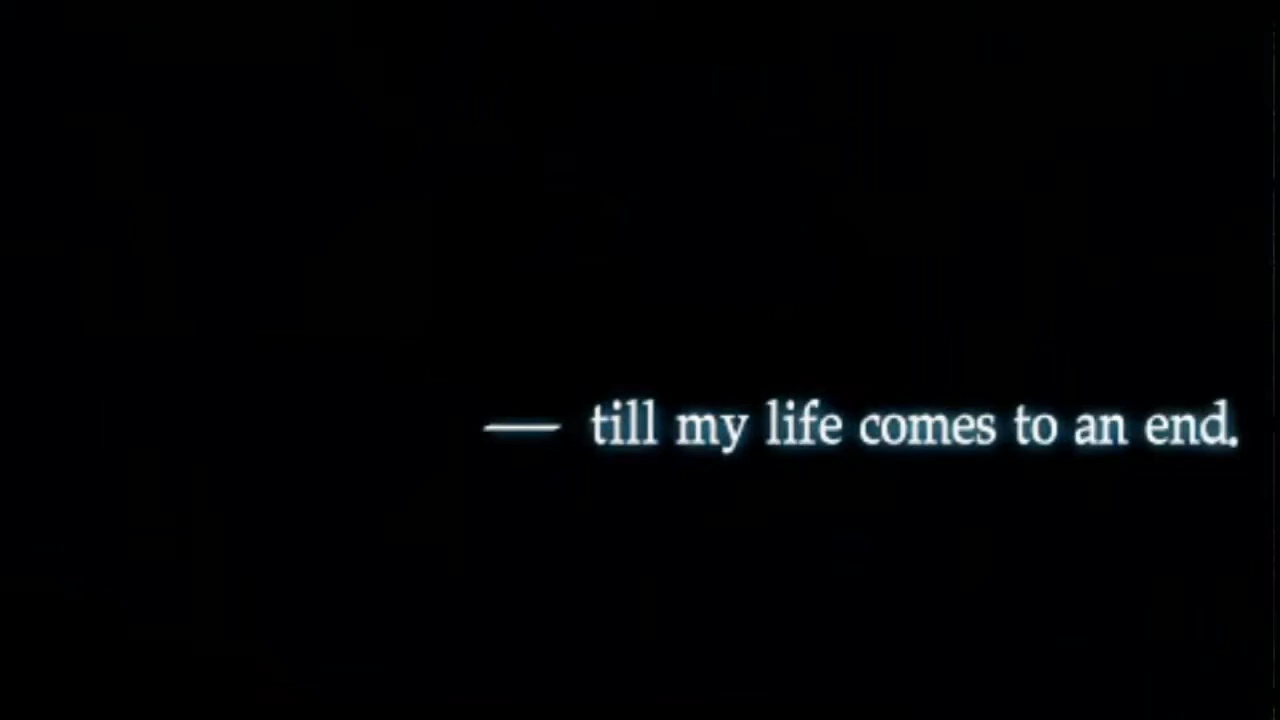 — till my life comes to an end.